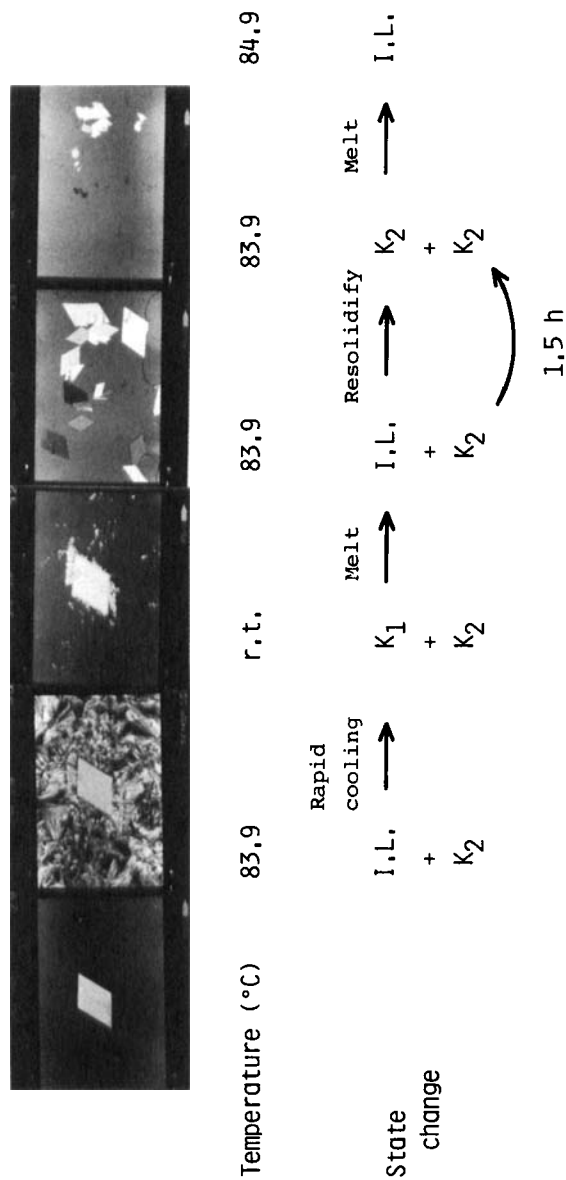 Temperature (°C) 83.9 r.t. 83.9 83.9 84.9
Rapid
cooling Melt Resolidify Melt
State I.L. → K₁ → I.L. → K₂ → I.L.
change + + + +
K₂ K₂ K₂ K₂
1.5 h